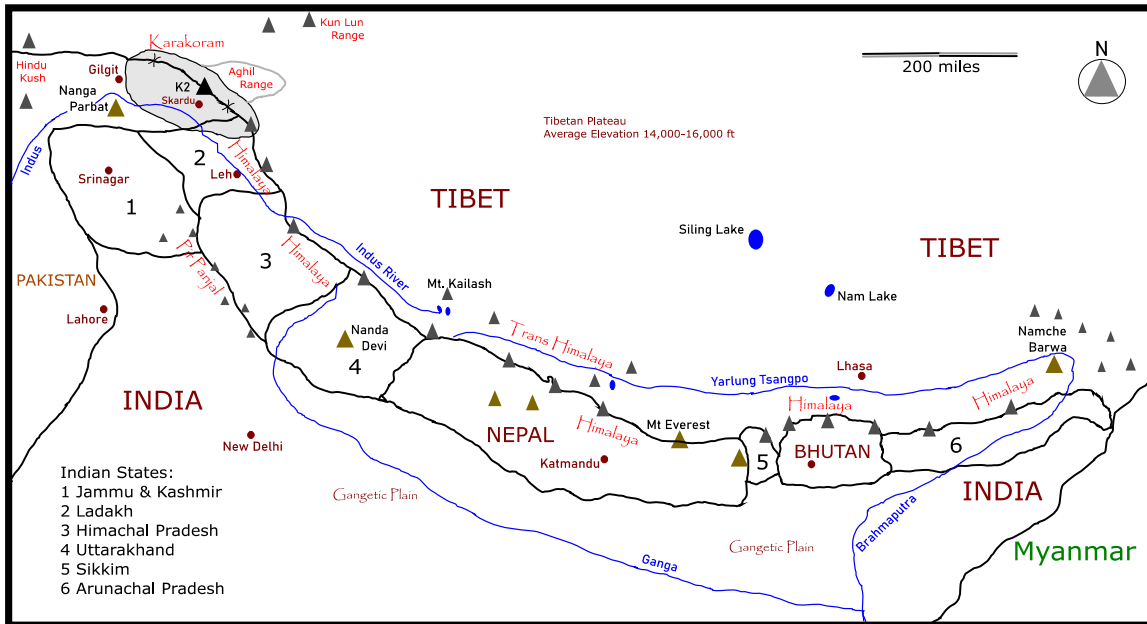 Kun Lun
Range
Karakoram
N
Hindu
Kush
Gilgit
Aghil
Range
200 miles
K2
Skardu
Nanga
Parbat
Tibetan Plateau
Average Elevation 14,000-16,000 ft
Indus
2
Himalaya
Leh
Srinagar
1
TIBET
Siling Lake
TIBET
3
Himalaya
Pir Panjal
Indus River
PAKISTAN
Mt. Kailash
Nam Lake
Lahore
Trans Himalaya
Nanda
Devi
Namche
Barwa
4
Lhasa
Yarlung Tsangpo
INDIA
Himalaya
Himalaya
Himalaya
Mt Everest
New Delhi
NEPAL
Katmandu
5
BHUTAN
6
INDIA
Indian States:
1 Jammu & Kashmir
2 Ladakh
3 Himachal Pradesh
4 Uttarakhand
5 Sikkim
6 Arunachal Pradesh
Gangetic Plain
Gangetic Plain
Brahmaputra
Ganga
Myanmar